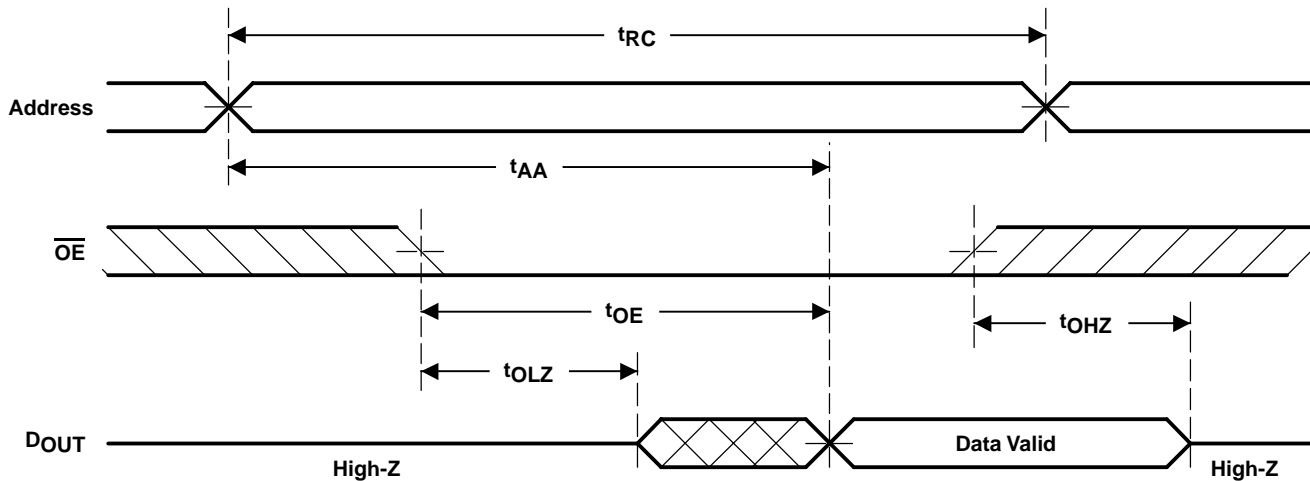 tRC
Address
tAA
OE
tOE
tOHZ
tOLZ
DOUT
Data Valid
High-Z
High-Z